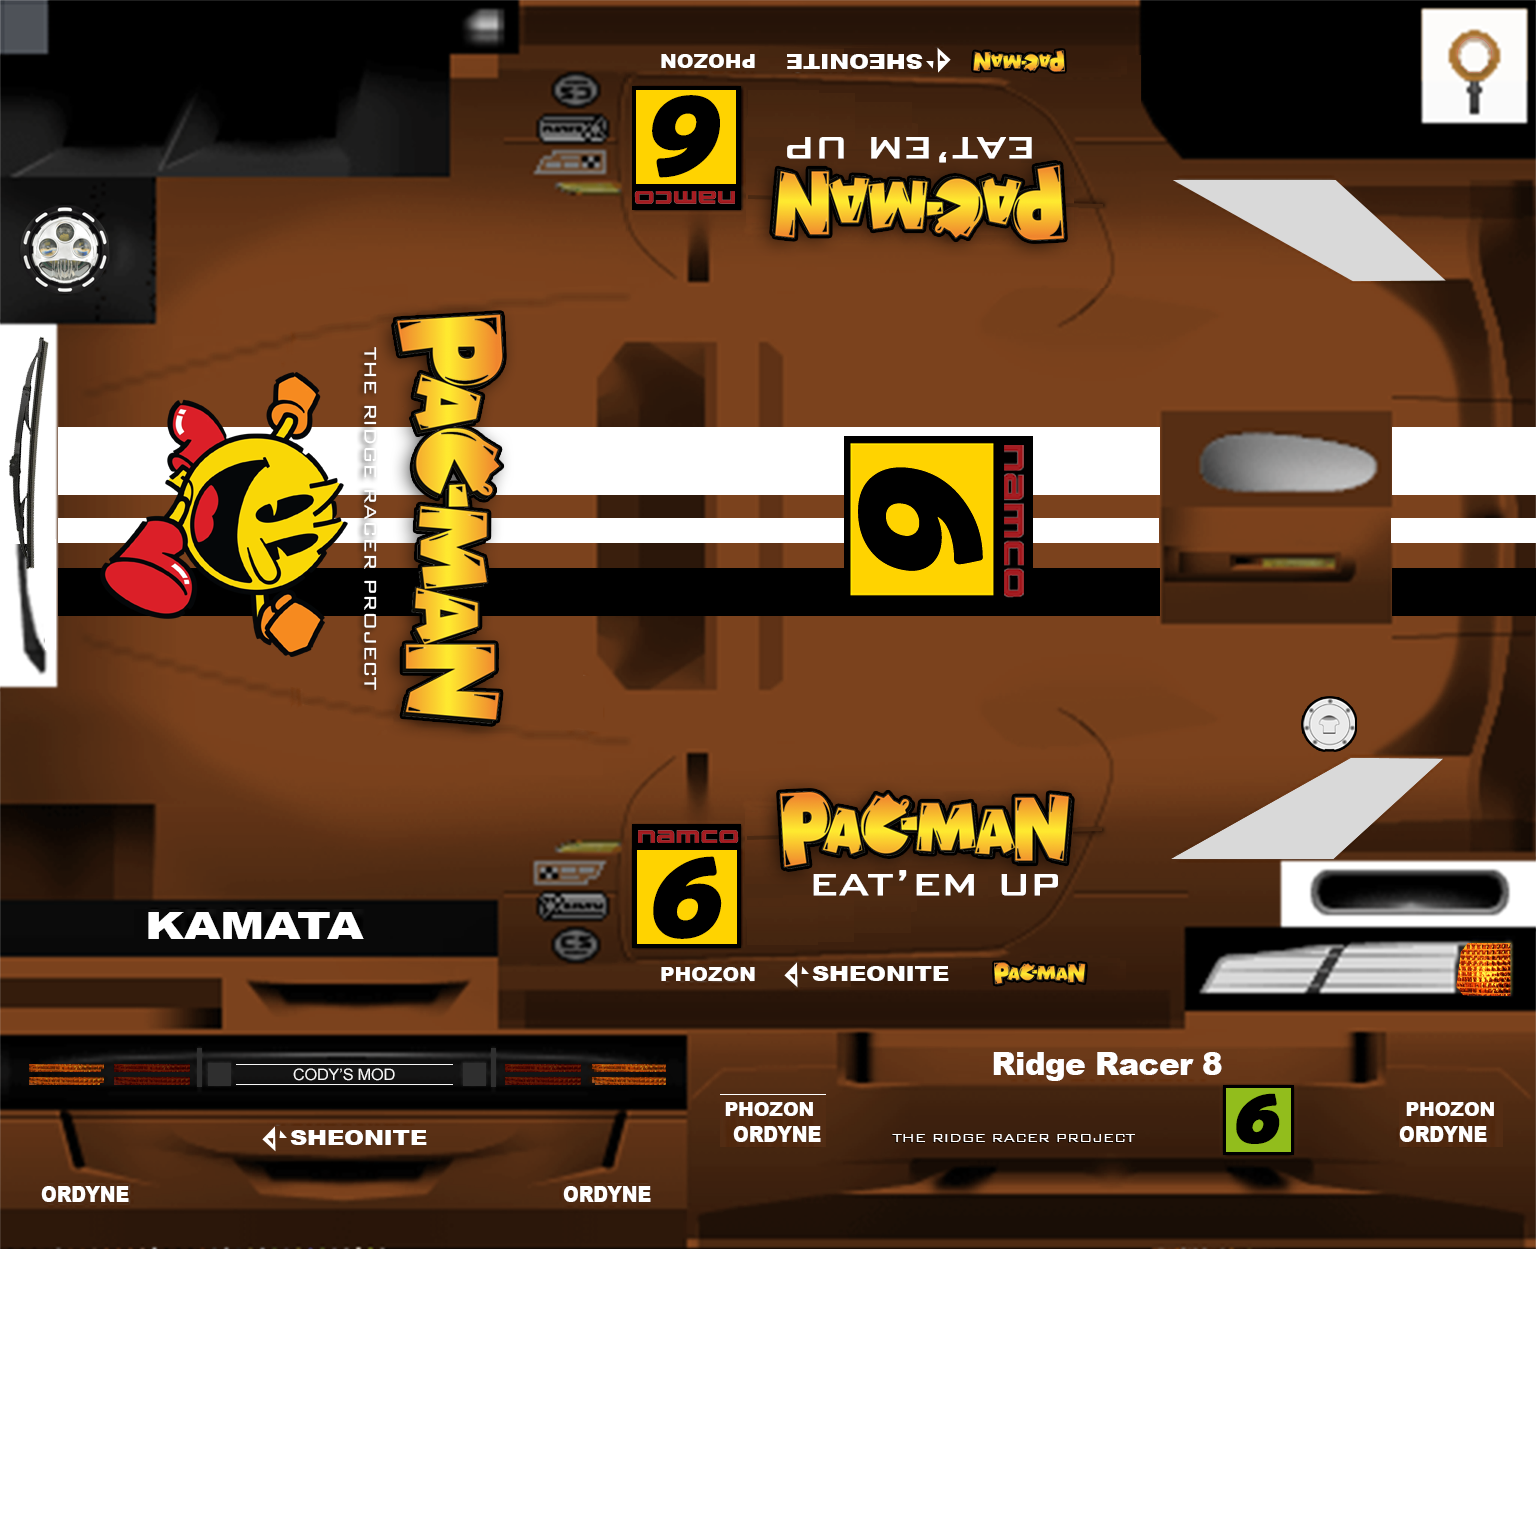 PHOZON
SHEONITE
PAC-MAN
6
namco
EAT'EM UP
PAC-MAN
PAC-MAN
THE RIDGE RACER PROJECT
6
namco
namco
6
PAC-MAN
EAT'EM UP
KAMATA
PHOZON
SHEONITE
PAC-MAN
CODY'S MOD
SHEONITE
ORDYNE
ORDYNE
Ridge Racer 8
PHOZON
ORDYNE
THE RIDGE RACER PROJECT
6
PHOZON
ORDYNE